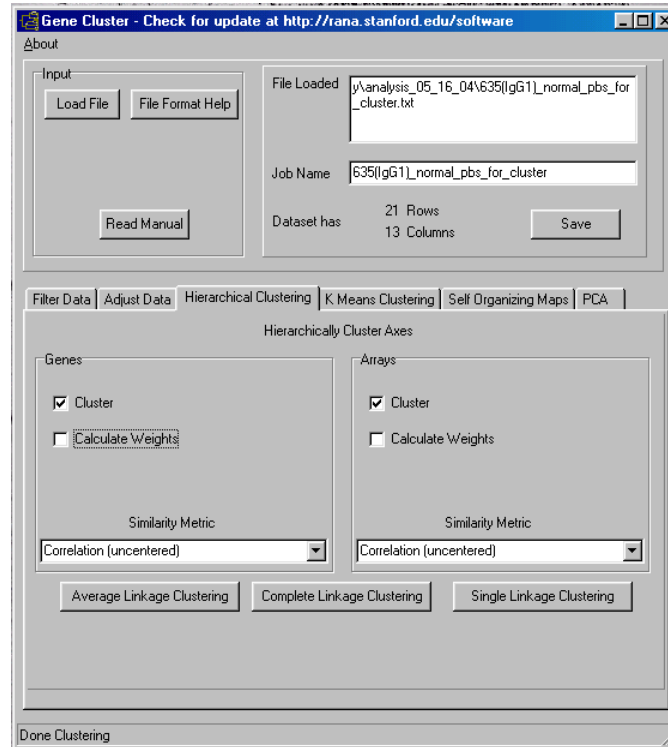 Gene Cluster - Check for update at http://rana.stanford.edu/software
About
Input
Load File
File Format Help
Read Manual
File Loaded
y\analysis_05_16_04\635(IgG1)_normal_pbs_for
_cluster.txt
Job Name
635(IgG1)_normal_pbs_for_cluster
Dataset has
21 Rows
13 Columns
Save
Filter Data
Adjust Data
Hierarchical Clustering
K Means Clustering
Self Organizing Maps
PCA
Hierarchically Cluster Axes
Genes
Cluster
Calculate Weights
Similarity Metric
Correlation (uncentered)
Arrays
Cluster
Calculate Weights
Similarity Metric
Correlation (uncentered)
Average Linkage Clustering
Complete Linkage Clustering
Single Linkage Clustering
Done Clustering